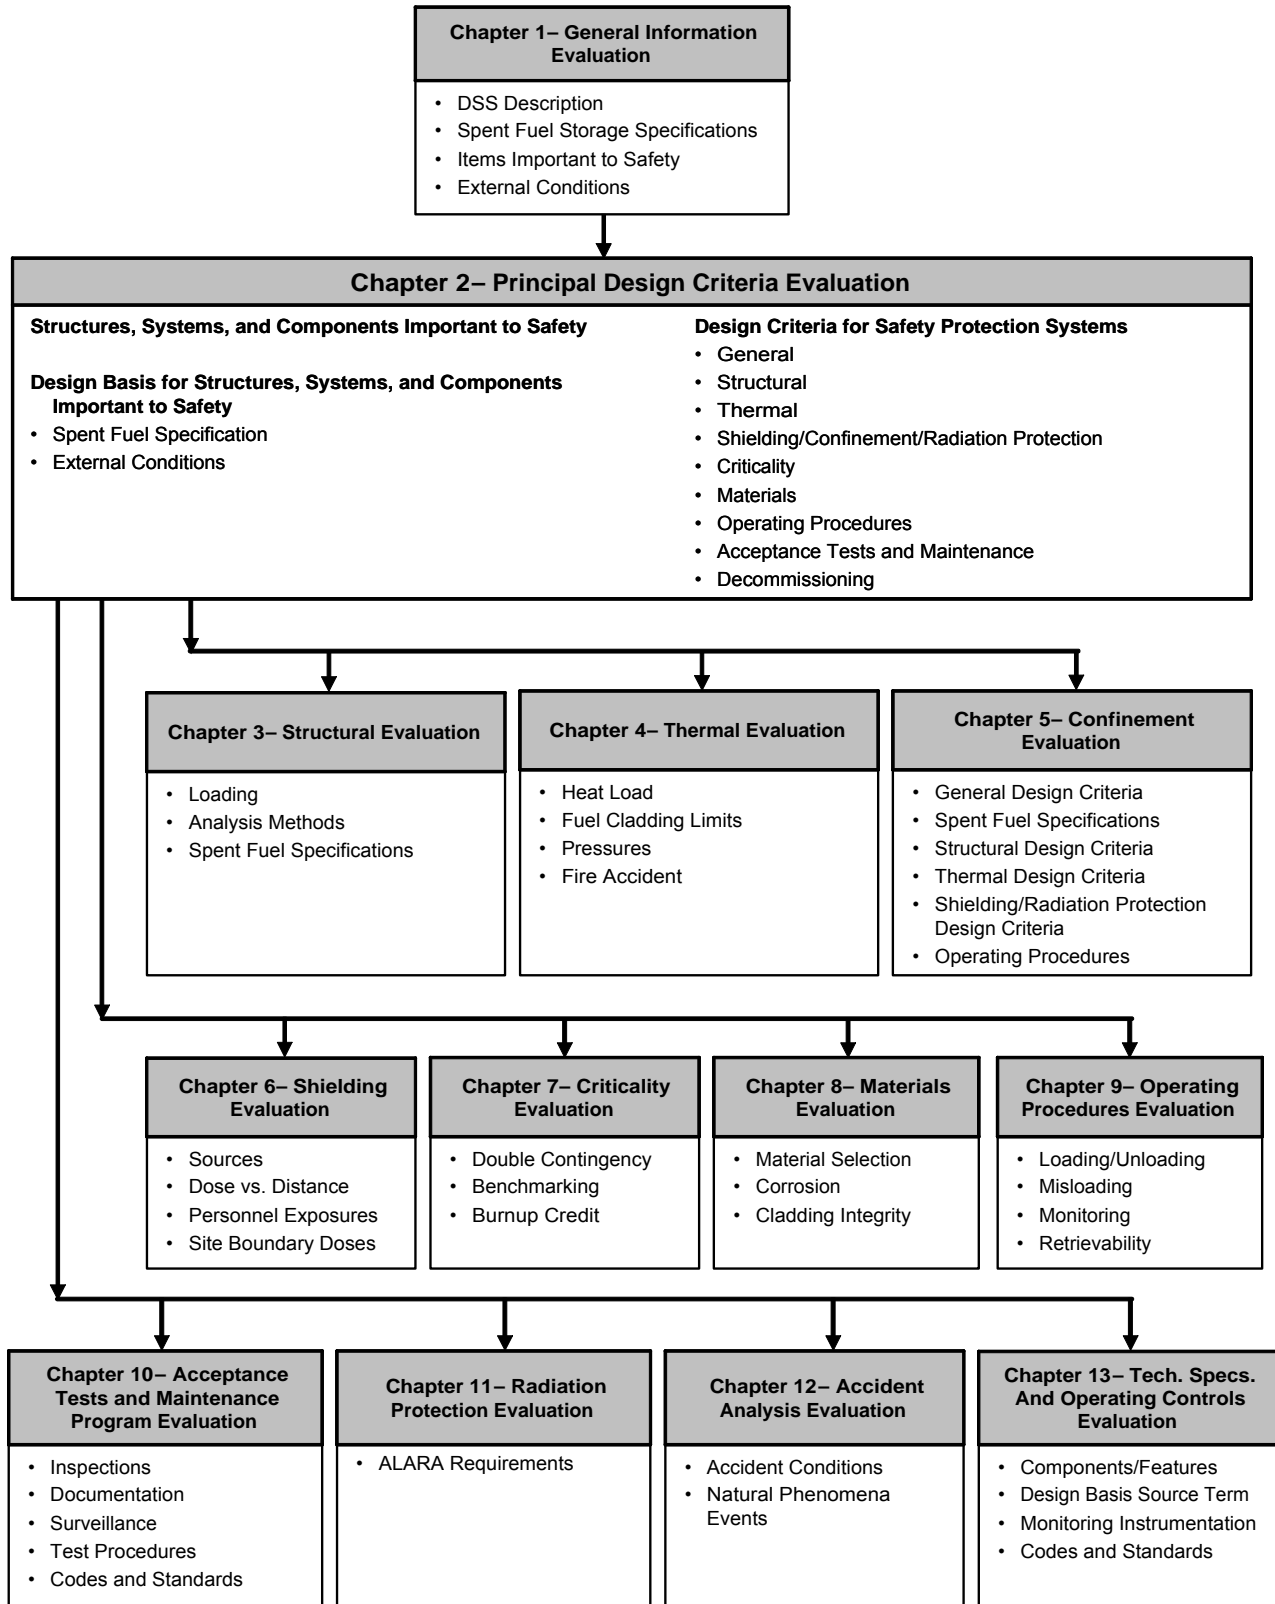 Chapter 1– General Information
Evaluation
• DSS Description
• Spent Fuel Storage Specifications
• Items Important to Safety
• External Conditions
Chapter 2– Principal Design Criteria Evaluation
Structures, Systems, and Components Important to Safety
Design Basis for Structures, Systems, and Components
Important to Safety
• Spent Fuel Specification
• External Conditions
Design Criteria for Safety Protection Systems
• General
• Structural
• Thermal
• Shielding/Confinement/Radiation Protection
• Criticality
• Materials
• Operating Procedures
• Acceptance Tests and Maintenance
• Decommissioning
Chapter 3– Structural Evaluation
• Loading
• Analysis Methods
• Spent Fuel Specifications
Chapter 4– Thermal Evaluation
• Heat Load
• Fuel Cladding Limits
• Pressures
• Fire Accident
Chapter 5– Confinement
Evaluation
• General Design Criteria
• Spent Fuel Specifications
• Structural Design Criteria
• Thermal Design Criteria
• Shielding/Radiation Protection
Design Criteria
• Operating Procedures
Chapter 6– Shielding
Evaluation
• Sources
• Dose vs. Distance
• Personnel Exposures
• Site Boundary Doses
Chapter 7– Criticality
Evaluation
• Double Contingency
• Benchmarking
• Burnup Credit
Chapter 8– Materials
Evaluation
• Material Selection
• Corrosion
• Cladding Integrity
Chapter 9– Operating
Procedures Evaluation
• Loading/Unloading
• Misloading
• Monitoring
• Retrievability
Chapter 10– Acceptance
Tests and Maintenance
Program Evaluation
• Inspections
• Documentation
• Surveillance
• Test Procedures
• Codes and Standards
Chapter 11– Radiation
Protection Evaluation
• ALARA Requirements
Chapter 12– Accident
Analysis Evaluation
• Accident Conditions
• Natural Phenomena
Events
Chapter 13– Tech. Specs.
And Operating Controls
Evaluation
• Components/Features
• Design Basis Source Term
• Monitoring Instrumentation
• Codes and Standards